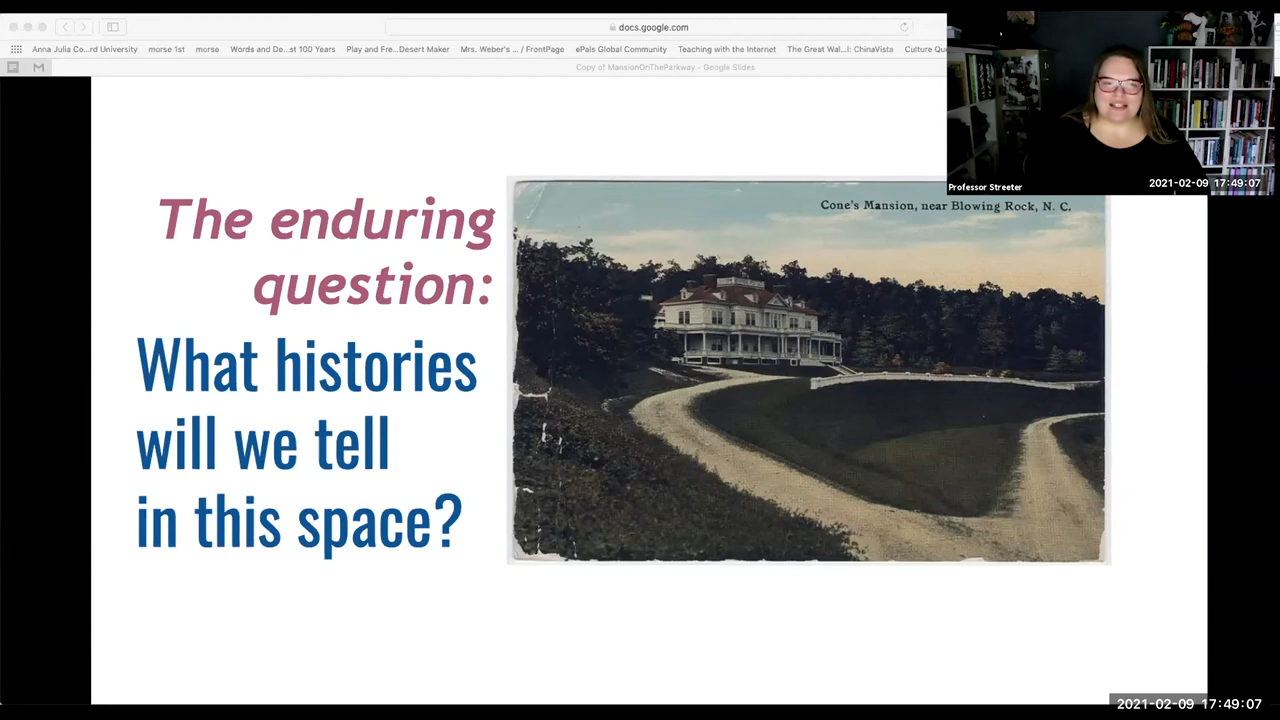 docs.google.com
Anna Julia Co...rd University morse 1st morse Words and De...st 100 Years Play and Fre...Desert Maker Mrs. Weber's ... / FrontPage ePals Global Community Teaching with the Internet The Great Wal...l: ChinaVista Culture Que
Copy of MansionOnTheParkway - Google Slides
Professor Streeter
2021-02-09 17:49:07
The enduring
question:
What histories
will we tell
in this space?
Cone's Mansion, near Blowing Rock, N. C.
2021-02-09 17:49:07